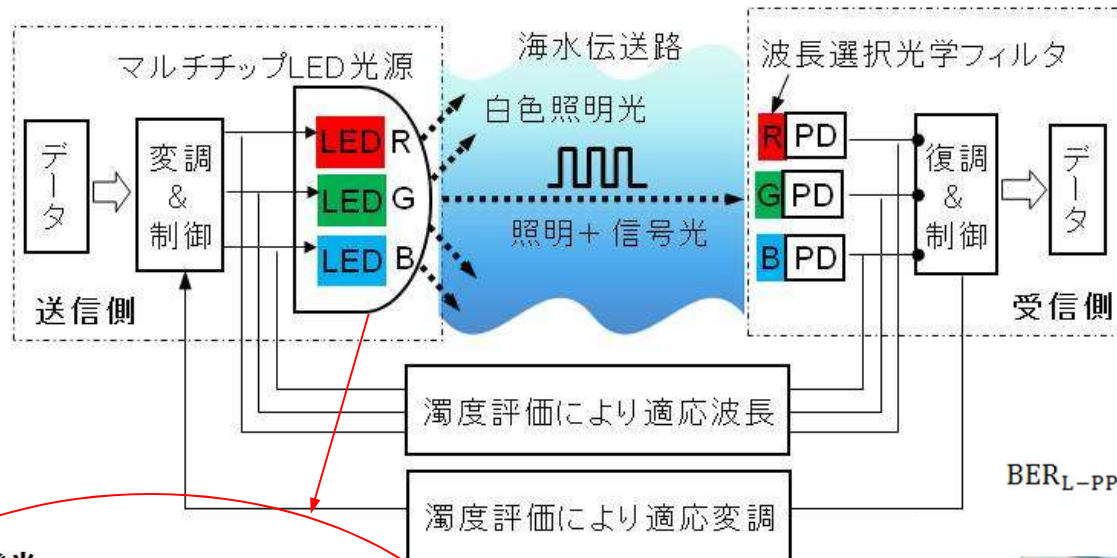 マルチチップLED光源
海水伝送路
波長選択光学フィルタ
白色照明光
データ
変調
&
制御
LED R
LED G
LED B
照明+信号光
R PD
G PD
B PD
復調
&
制御
データ
送信側
受信側
濁度評価により適応波長
濁度評価により適応変調
BER_L-PP